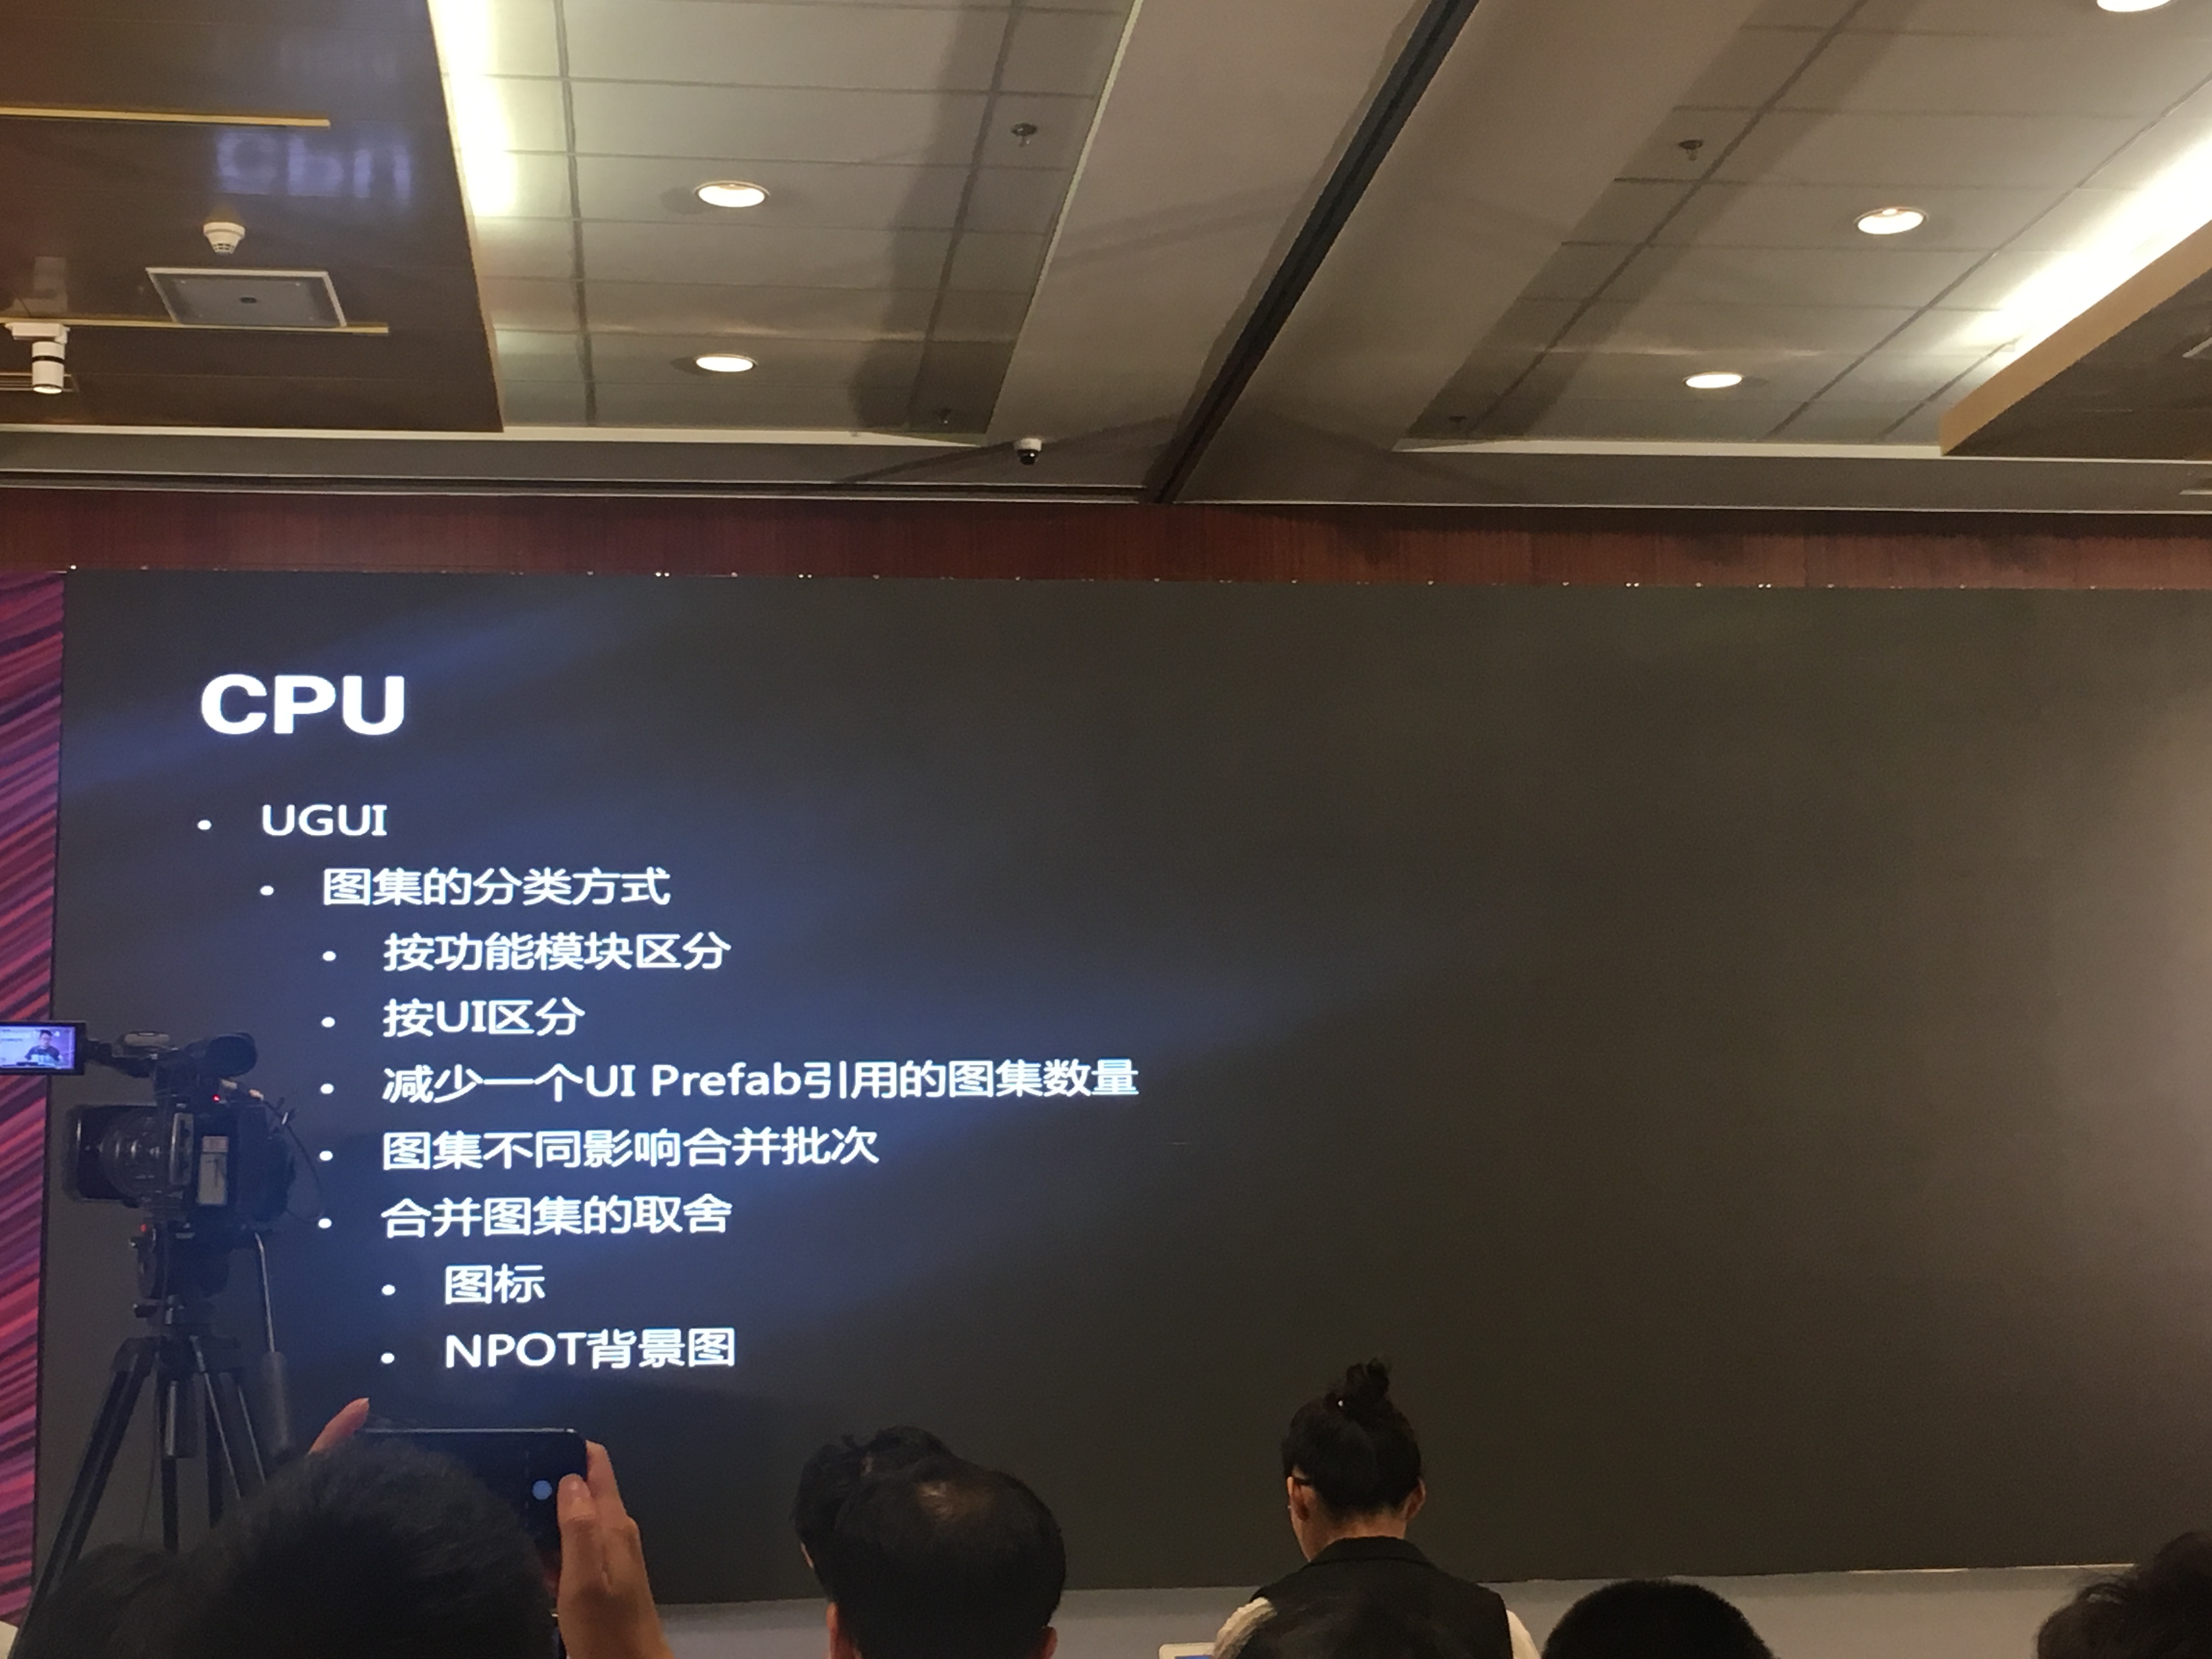 CPU
• UGUI
• 图集的分类方式
• 按功能模块区分
• 按UI区分
• 减少一个UI Prefab引用的图集数量
• 图集不同影响合并批次
• 合并图集的取舍
• 图标
• NPOT背景图